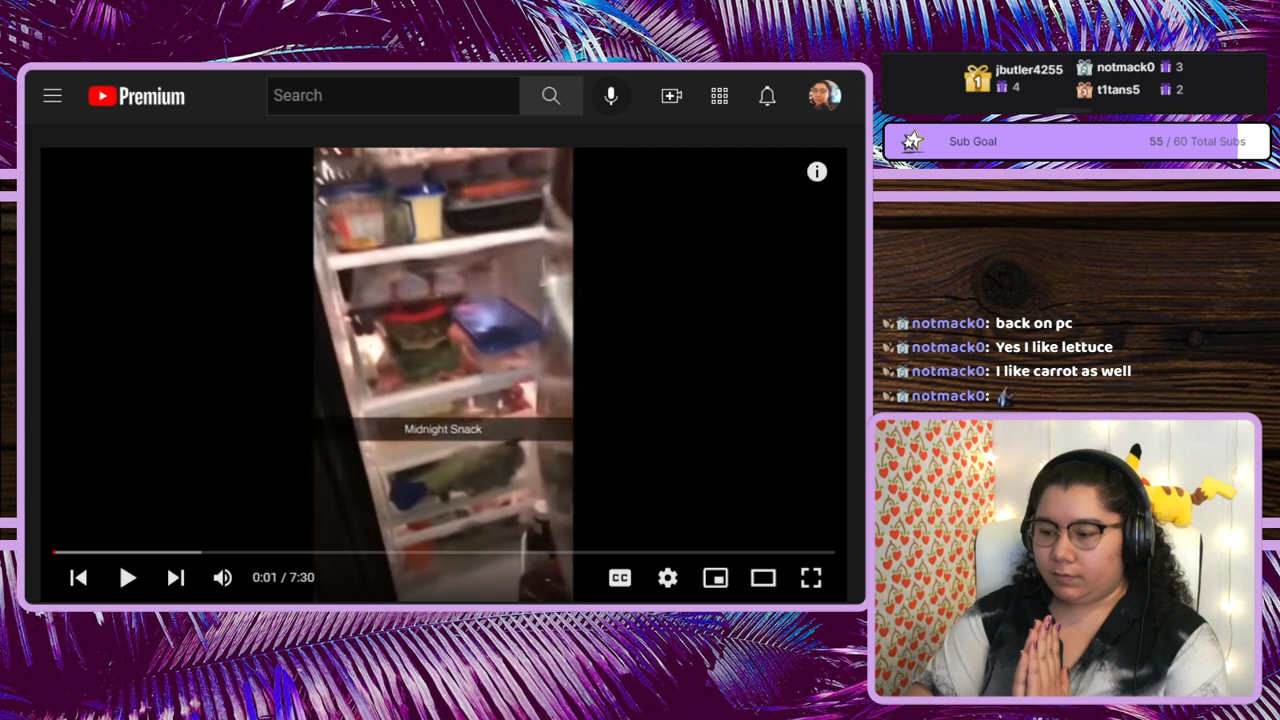 Premium
Search
jbutler4255
4
notmack0 3
t1tans5 2
Sub Goal 55 / 60 Total Subs
Midnight Snack
0:01 / 7:30
CC
notmack0: back on pc
notmack0: Yes I like lettuce
notmack0: I like carrot as well
notmack0: